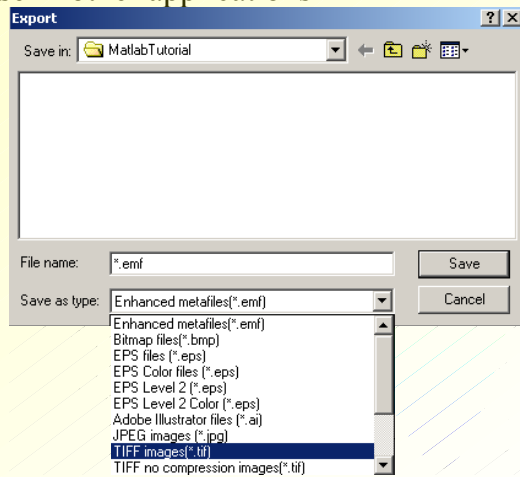 Export
Save in: MatlabTutorial
File name: *.emf Save
Save as type: Enhanced metafiles(*.emf) Cancel
Enhanced metafiles(*.emf)
Bitmap files(*.bmp)
EPS files (*.eps)
EPS Color files (*.eps)
EPS Level 2 (*.eps)
EPS Level 2 Color (*.eps)
Adobe Illustrator files (*.ai)
JPEG images (*.jpg)
TIFF images(*.tif)
TIFF no compression images(*.tif)